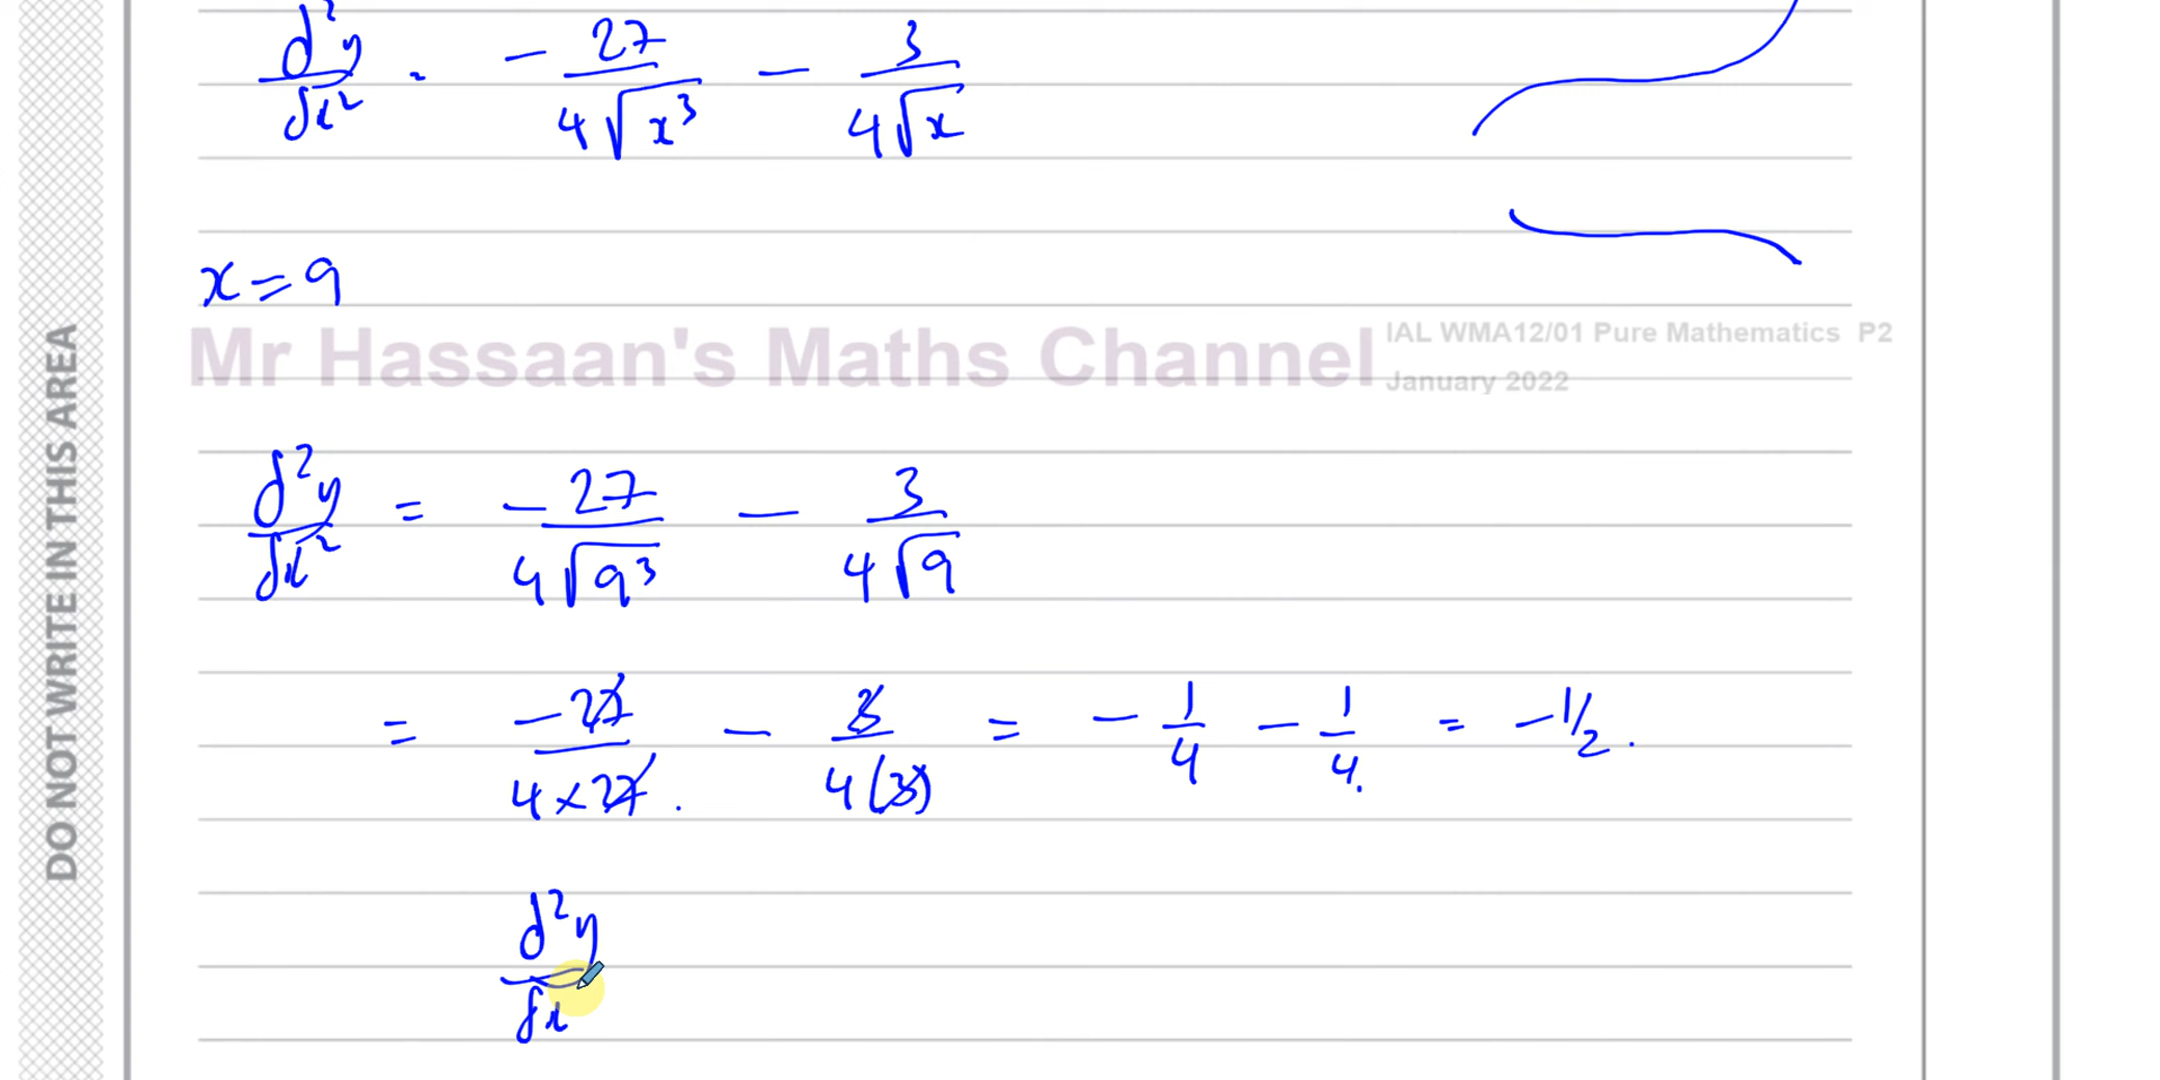 d²y/dx² = - 27/4√x³ - 3/4√x
x = 9
Mr Hassaan's Maths Channel IAL WMA12/01 Pure Mathematics P2
January 2022
d²y/dx² = -27/4√9³ - 3/4√9
= -27/4×27. - 3/4(3) = - 1/4 - 1/4. = -1/2.
d²y/dx
DO NOT WRITE IN THIS AREA